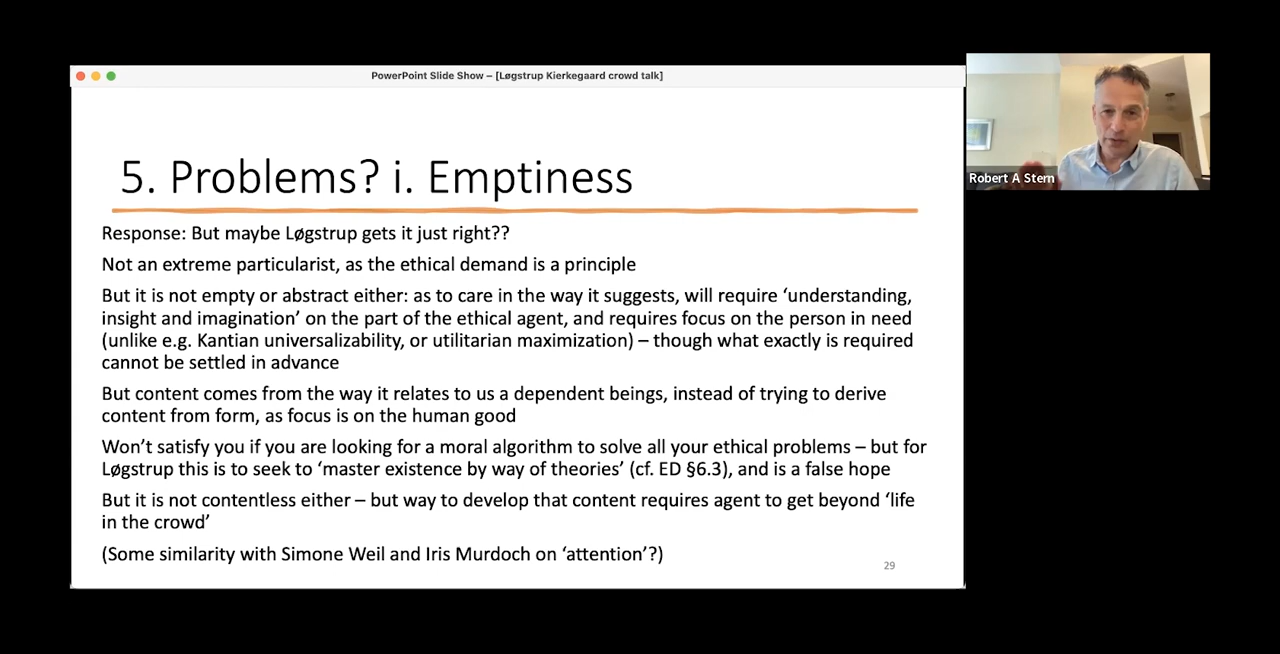 PowerPoint Slide Show – [Løgstrup Kierkegaard crowd talk]
5. Problems? i. Emptiness
Response: But maybe Løgstrup gets it just right??
Not an extreme particularist, as the ethical demand is a principle
But it is not empty or abstract either: as to care in the way it suggests, will require ‘understanding,
insight and imagination’ on the part of the ethical agent, and requires focus on the person in need
(unlike e.g. Kantian universalizability, or utilitarian maximization) – though what exactly is required
cannot be settled in advance
But content comes from the way it relates to us a dependent beings, instead of trying to derive
content from form, as focus is on the human good
Won’t satisfy you if you are looking for a moral algorithm to solve all your ethical problems – but for
Løgstrup this is to seek to ‘master existence by way of theories’ (cf. ED §6.3), and is a false hope
But it is not contentless either – but way to develop that content requires agent to get beyond ‘life
in the crowd’
(Some similarity with Simone Weil and Iris Murdoch on ‘attention’?)
29
Robert A Stern